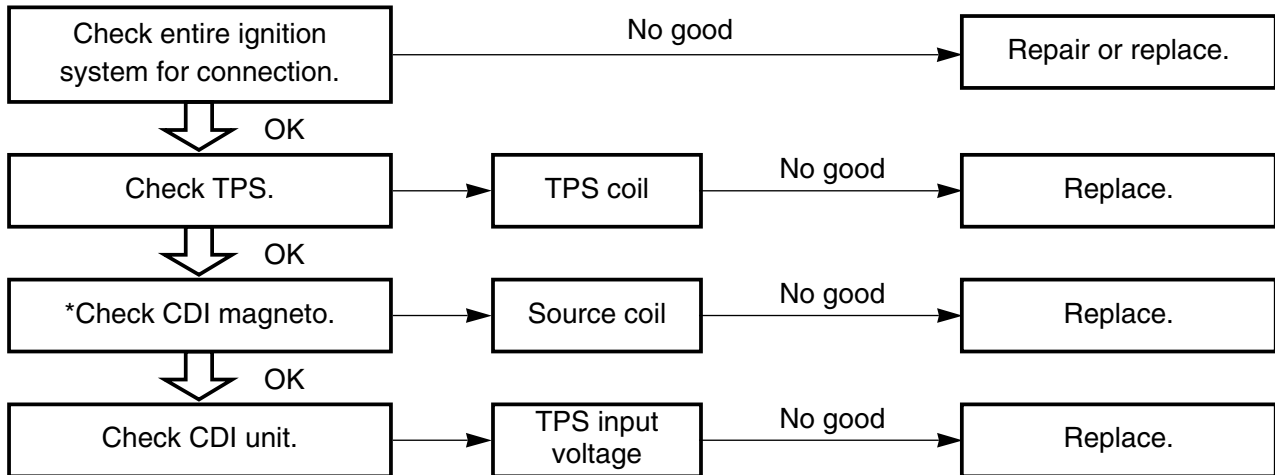 Check entire ignition
system for connection.
No good
Repair or replace.
OK
Check TPS.
TPS coil
No good
Replace.
OK
*Check CDI magneto.
Source coil
No good
Replace.
OK
Check CDI unit.
TPS input
voltage
No good
Replace.